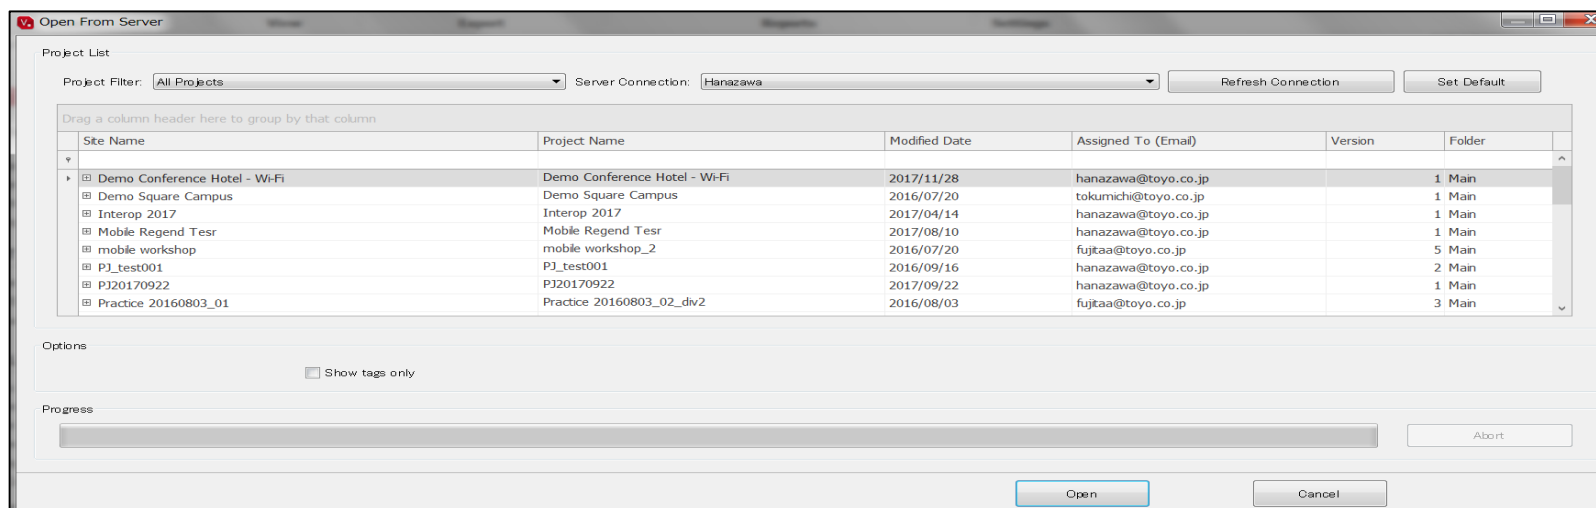 Open From Server View Export Reports Settings
Project List
Project Filter: All Projects Server Connection: Hanazawa Refresh Connection Set Default
Drag a column header here to group by that column
Site Name Project Name Modified Date Assigned To (Email) Version Folder
Demo Conference Hotel - Wi-Fi Demo Conference Hotel - Wi-Fi 2017/11/28 hanazawa@toyo.co.jp 1 Main
Demo Square Campus Demo Square Campus 2016/07/20 tokumichi@toyo.co.jp 1 Main
Interop 2017 Interop 2017 2017/04/14 hanazawa@toyo.co.jp 1 Main
Mobile Regend Tesr Mobile Regend Tesr 2017/08/10 hanazawa@toyo.co.jp 1 Main
mobile workshop mobile workshop_2 2016/07/20 fujitaa@toyo.co.jp 5 Main
PJ_test001 PJ_test001 2016/09/16 hanazawa@toyo.co.jp 2 Main
PJ20170922 PJ20170922 2017/09/22 hanazawa@toyo.co.jp 1 Main
Practice 20160803_01 Practice 20160803_02_div2 2016/08/03 fujitaa@toyo.co.jp 3 Main
Options
Show tags only
Progress
Abort
Open Cancel